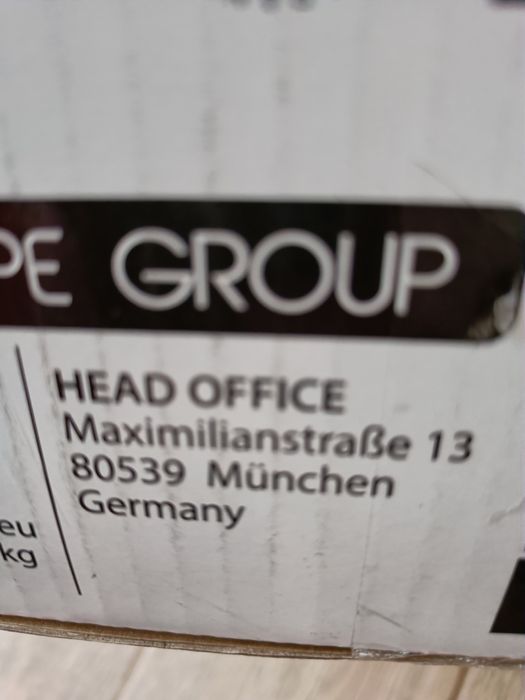 PE GROUP
HEAD OFFICE
Maximilianstraße 13
80539 München
Germany
eu
kg